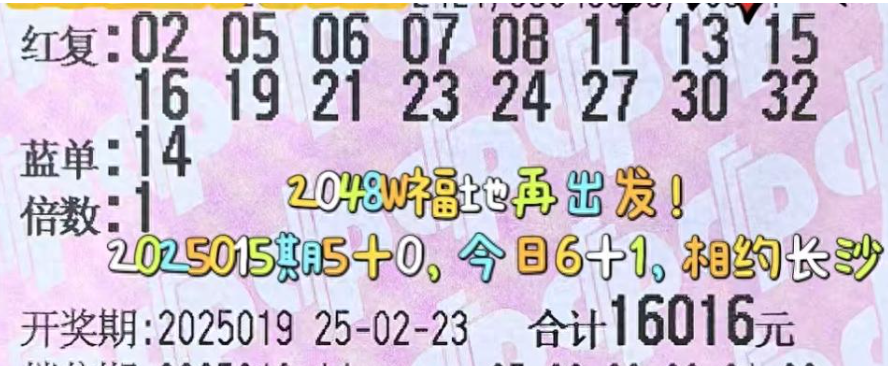 红复:02 05 06 07 08 11 13 15
16 19 21 23 24 27 30 32
蓝单:14
倍数:1
2048W福地再出发!
2025015期5+0,今日6+1,相约长沙
开奖期:2025019 25-02-23 合计16016元